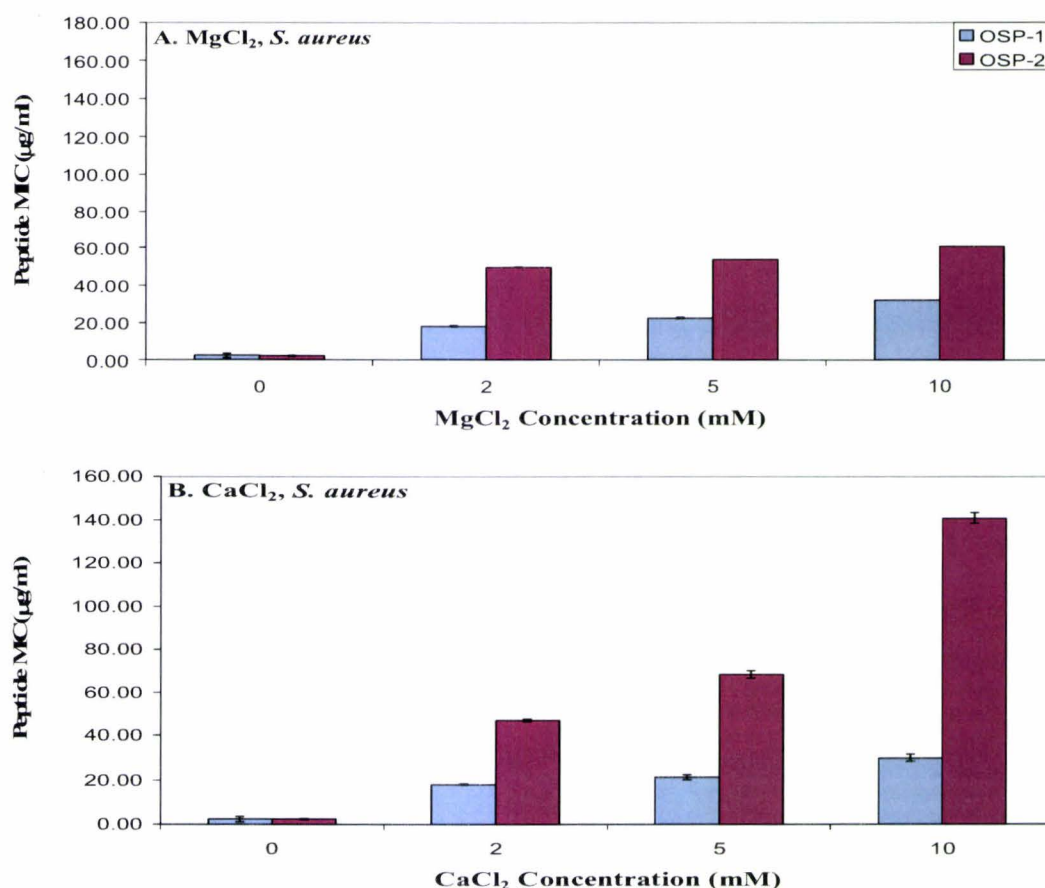 180.00
A. MgCl₂, S. aureus
OSP-1
OSP-2
160.00
140.00
120.00
100.00
80.00
60.00
40.00
20.00
0.00
Peptide MIC (µg/ml)
0 2 5 10
MgCl₂ Concentration (mM)
160.00
B. CaCl₂, S. aureus
140.00
120.00
100.00
80.00
60.00
40.00
20.00
0.00
Peptide MIC (µg/ml)
0 2 5 10
CaCl₂ Concentration (mM)